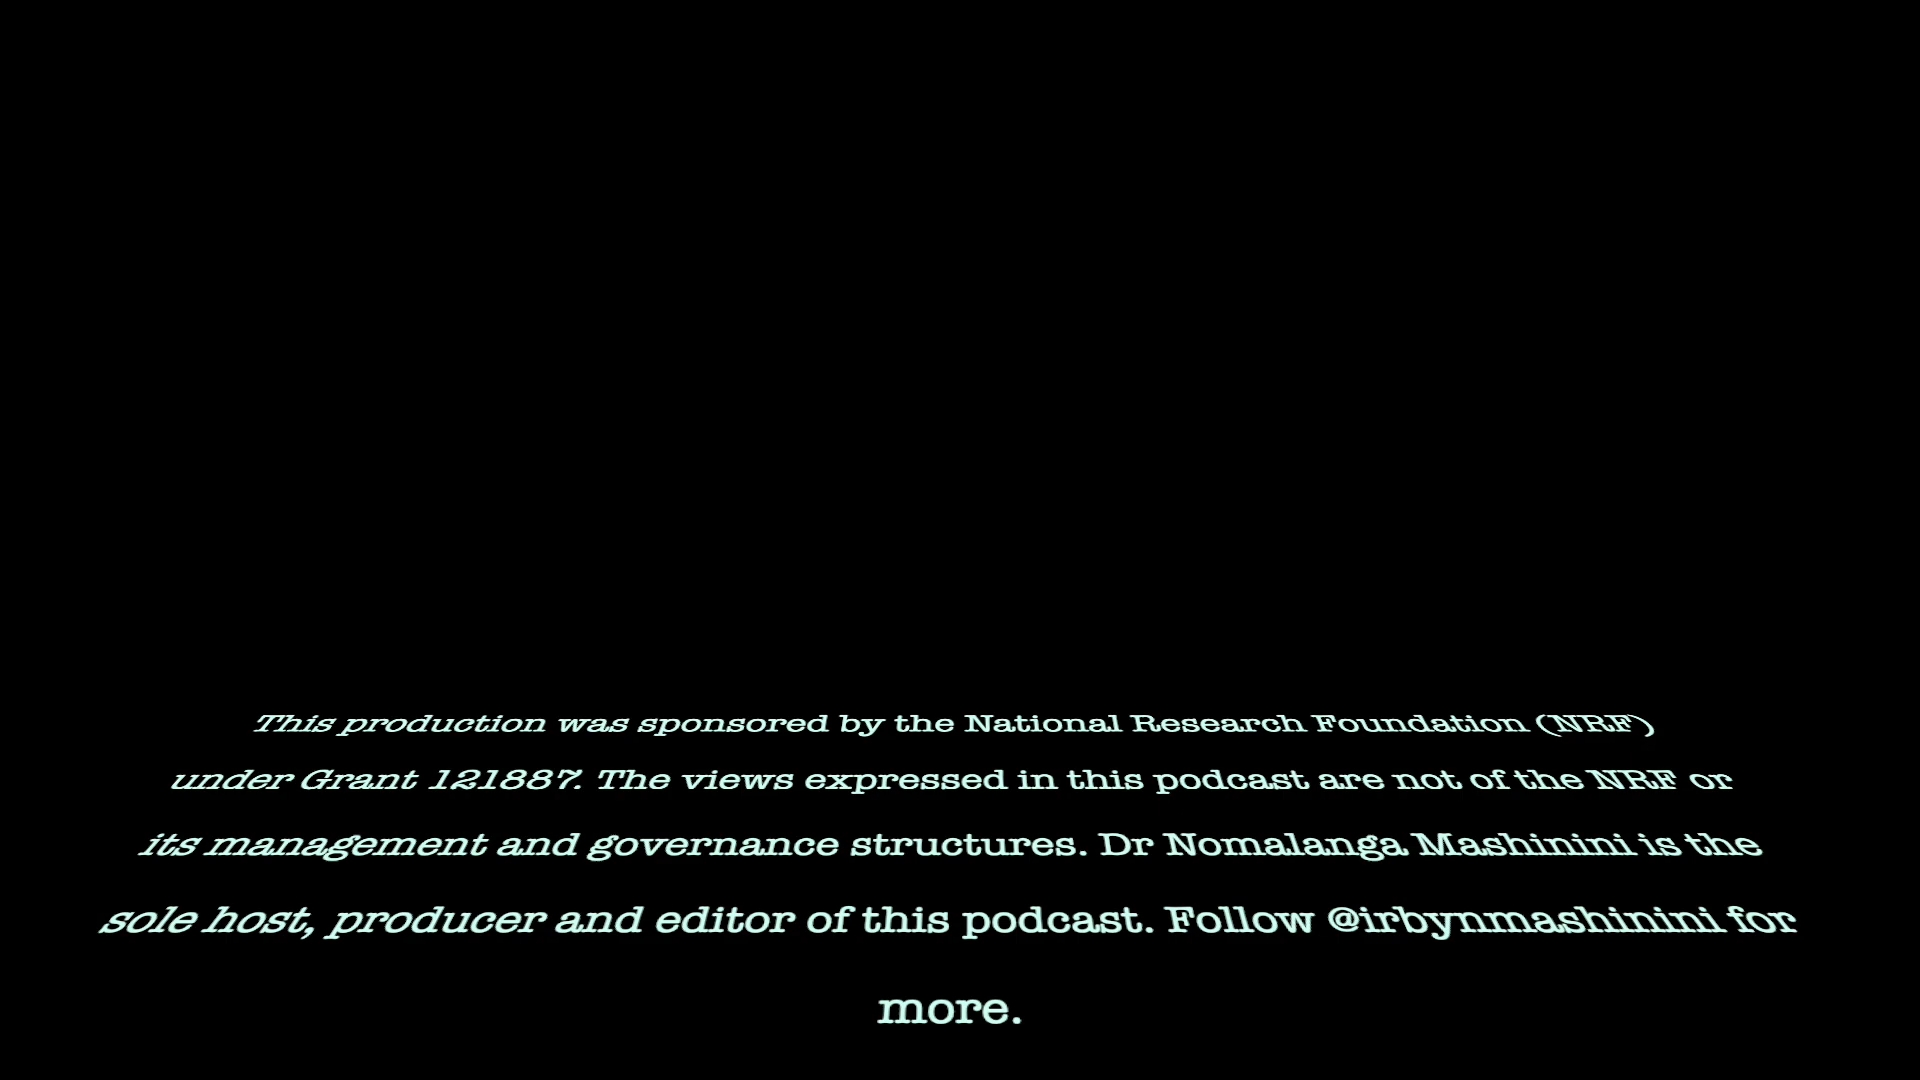 This production was sponsored by the National Research Foundation (NRF)
under Grant 121887. The views expressed in this podcast are not of the NRF or
its management and governance structures. Dr Nomalanga Mashinini is the
sole host, producer and editor of this podcast. Follow @irbynmashinini for
more.